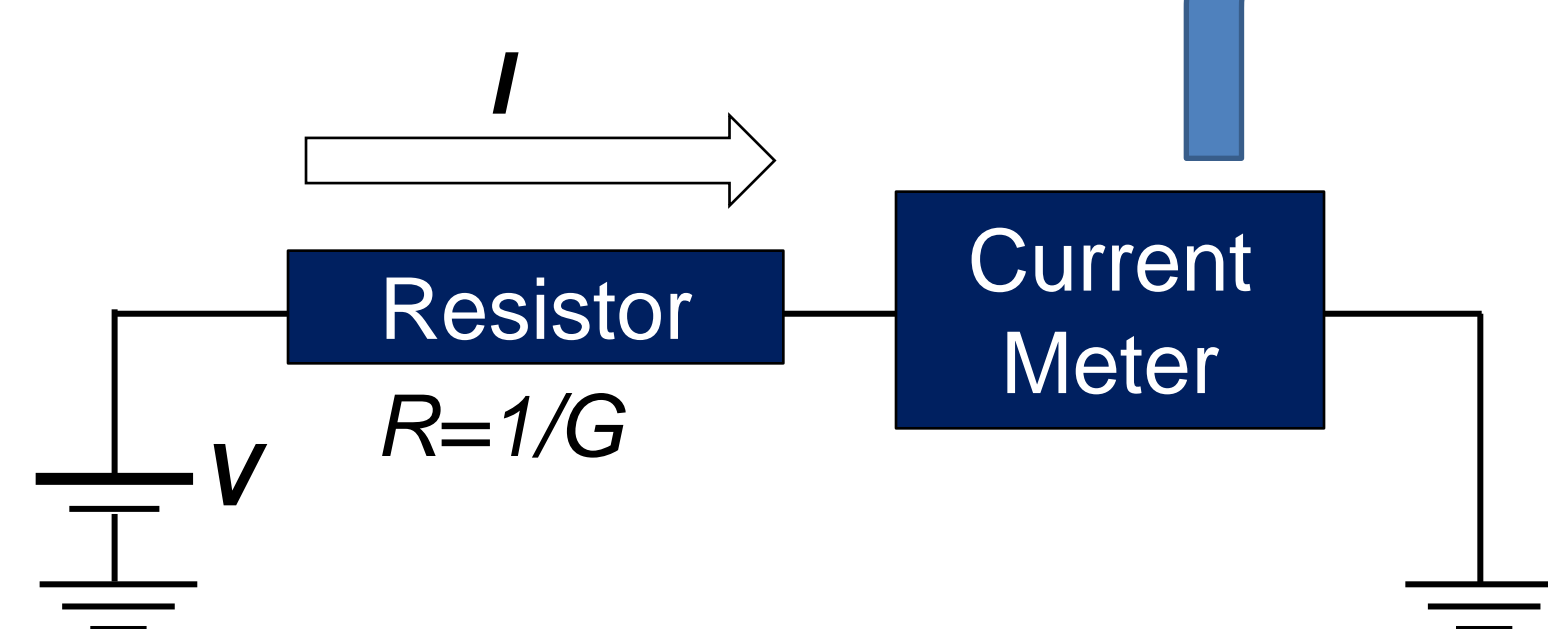 I
Resistor
Current
Meter
R=1/G
V